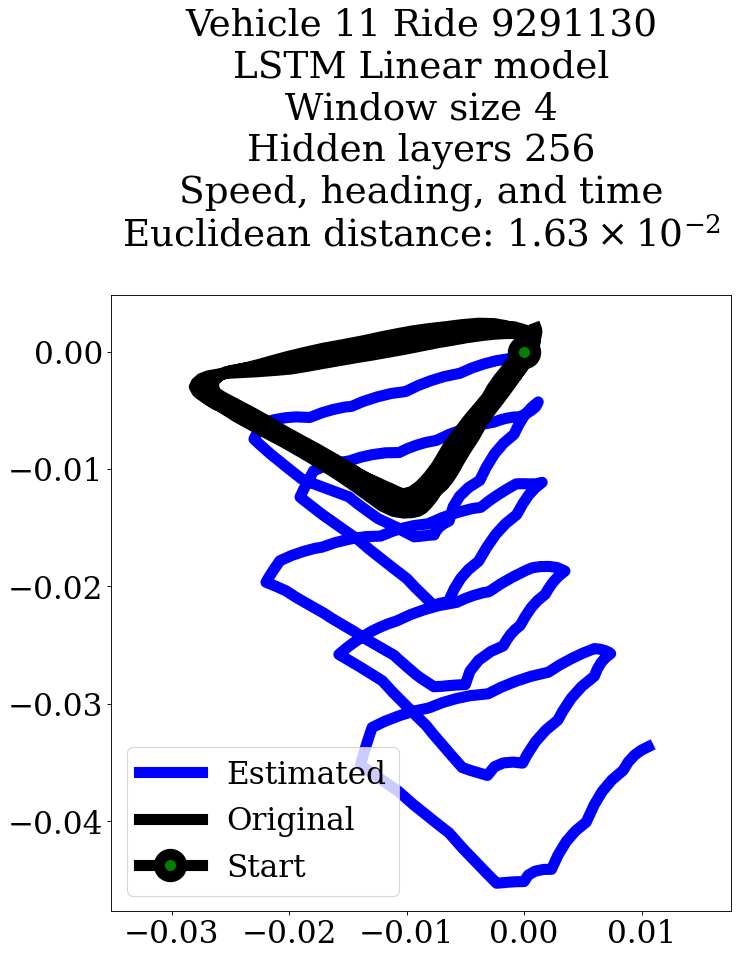 Vehicle 11 Ride 9291130
LSTM Linear model
Window size 4
Hidden layers 256
Speed, heading, and time
Euclidean distance: 1.63 × 10⁻²
0.00
−0.01
−0.02
−0.03
−0.04
Estimated
Original
Start
−0.03 −0.02 −0.01 0.00 0.01